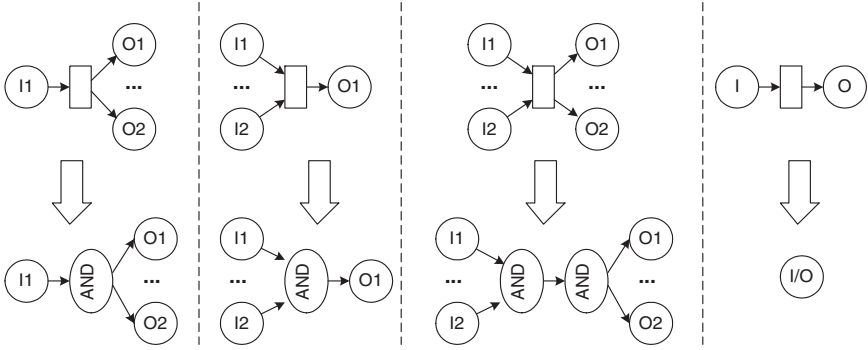 I1
O1
...
O2
I1
...
I2
O1
I1
...
I2
O1
...
O2
I
O
I1
AND
O1
...
O2
I1
...
I2
AND
O1
I1
...
I2
AND
AND
O1
...
O2
I/O